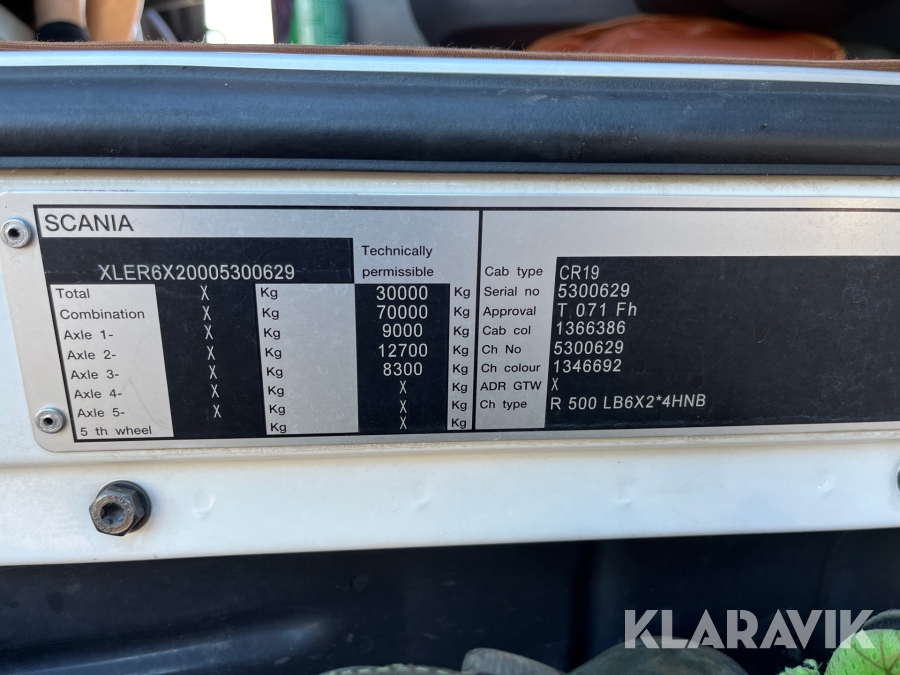 SCANIA
XLER6X20005300629
Technically
permissible
Total X Kg 30000 Kg
Combination X Kg 70000 Kg
Axle 1- X Kg 9000 Kg
Axle 2- X Kg 12700 Kg
Axle 3- X Kg 8300 Kg
Axle 4- X Kg X Kg
Axle 5- X Kg X Kg
5 th wheel Kg X Kg
Cab type CR19
Serial no 5300629
Approval T 071 Fh
Cab col 1366386
Ch No 5300629
Ch colour 1346692
ADR GTW X
Ch type R 500 LB6X2*4HNB
KLARAVIK